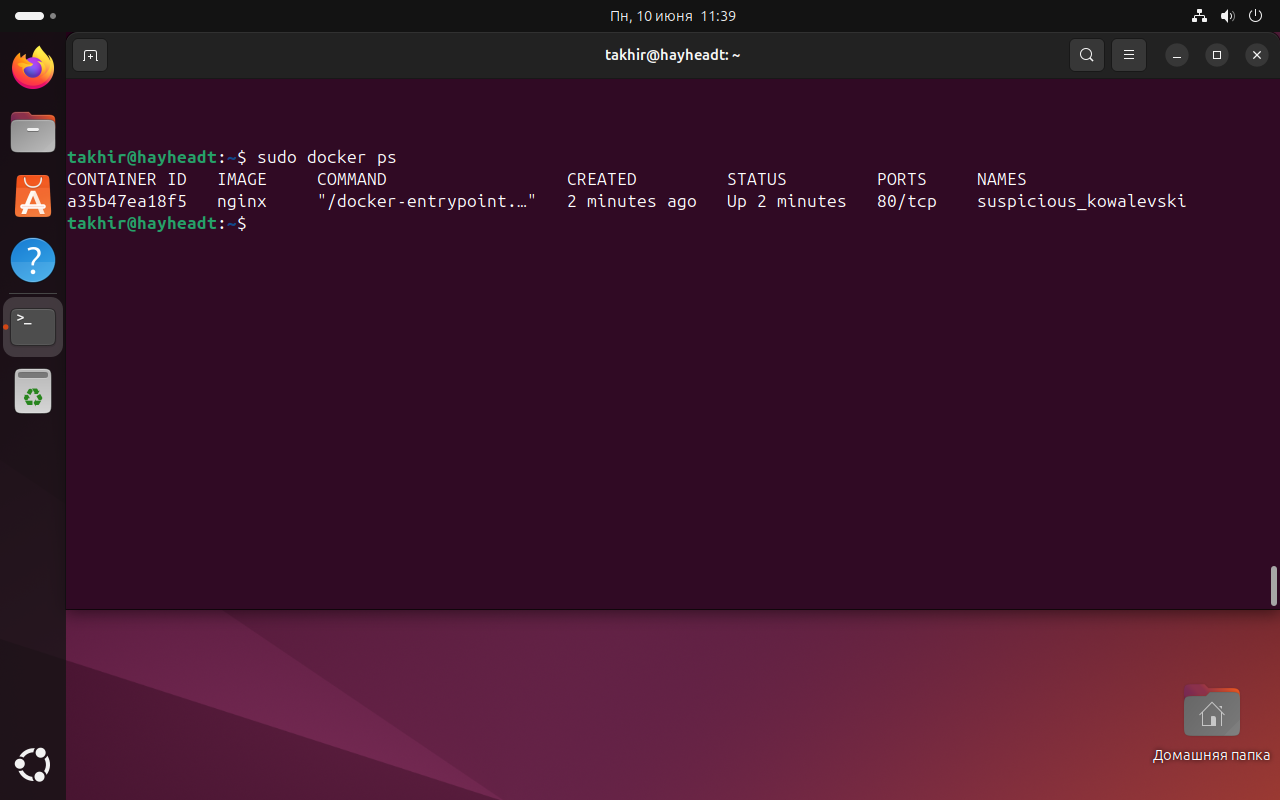 Пн, 10 июня 11:39
takhir@hayheadt: ~
takhir@hayheadt:~$ sudo docker ps
CONTAINER ID IMAGE COMMAND CREATED STATUS PORTS NAMES
a35b47ea18f5 nginx "/docker-entrypoint.…" 2 minutes ago Up 2 minutes 80/tcp suspicious_kowalevski
takhir@hayheadt:~$
Домашняя папка